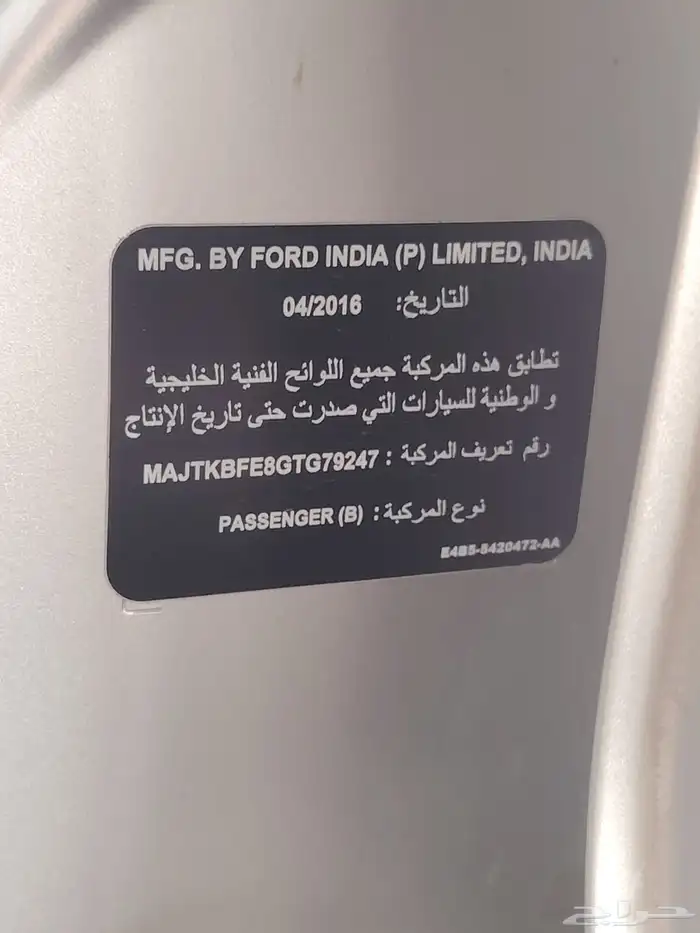 MFG. BY FORD INDIA (P) LIMITED, INDIA
التاريخ: 04/2016
تطابق هذه المركبة جميع اللوائح الفنية الخليجية
و الوطنية للسيارات التي صدرت حتى تاريخ الإنتاج
رقم تعريف المركبة : MAJTKBFE8GTG79247
نوع المركبة : PASSENGER (B)
E4B5-5420472-AA
حراج